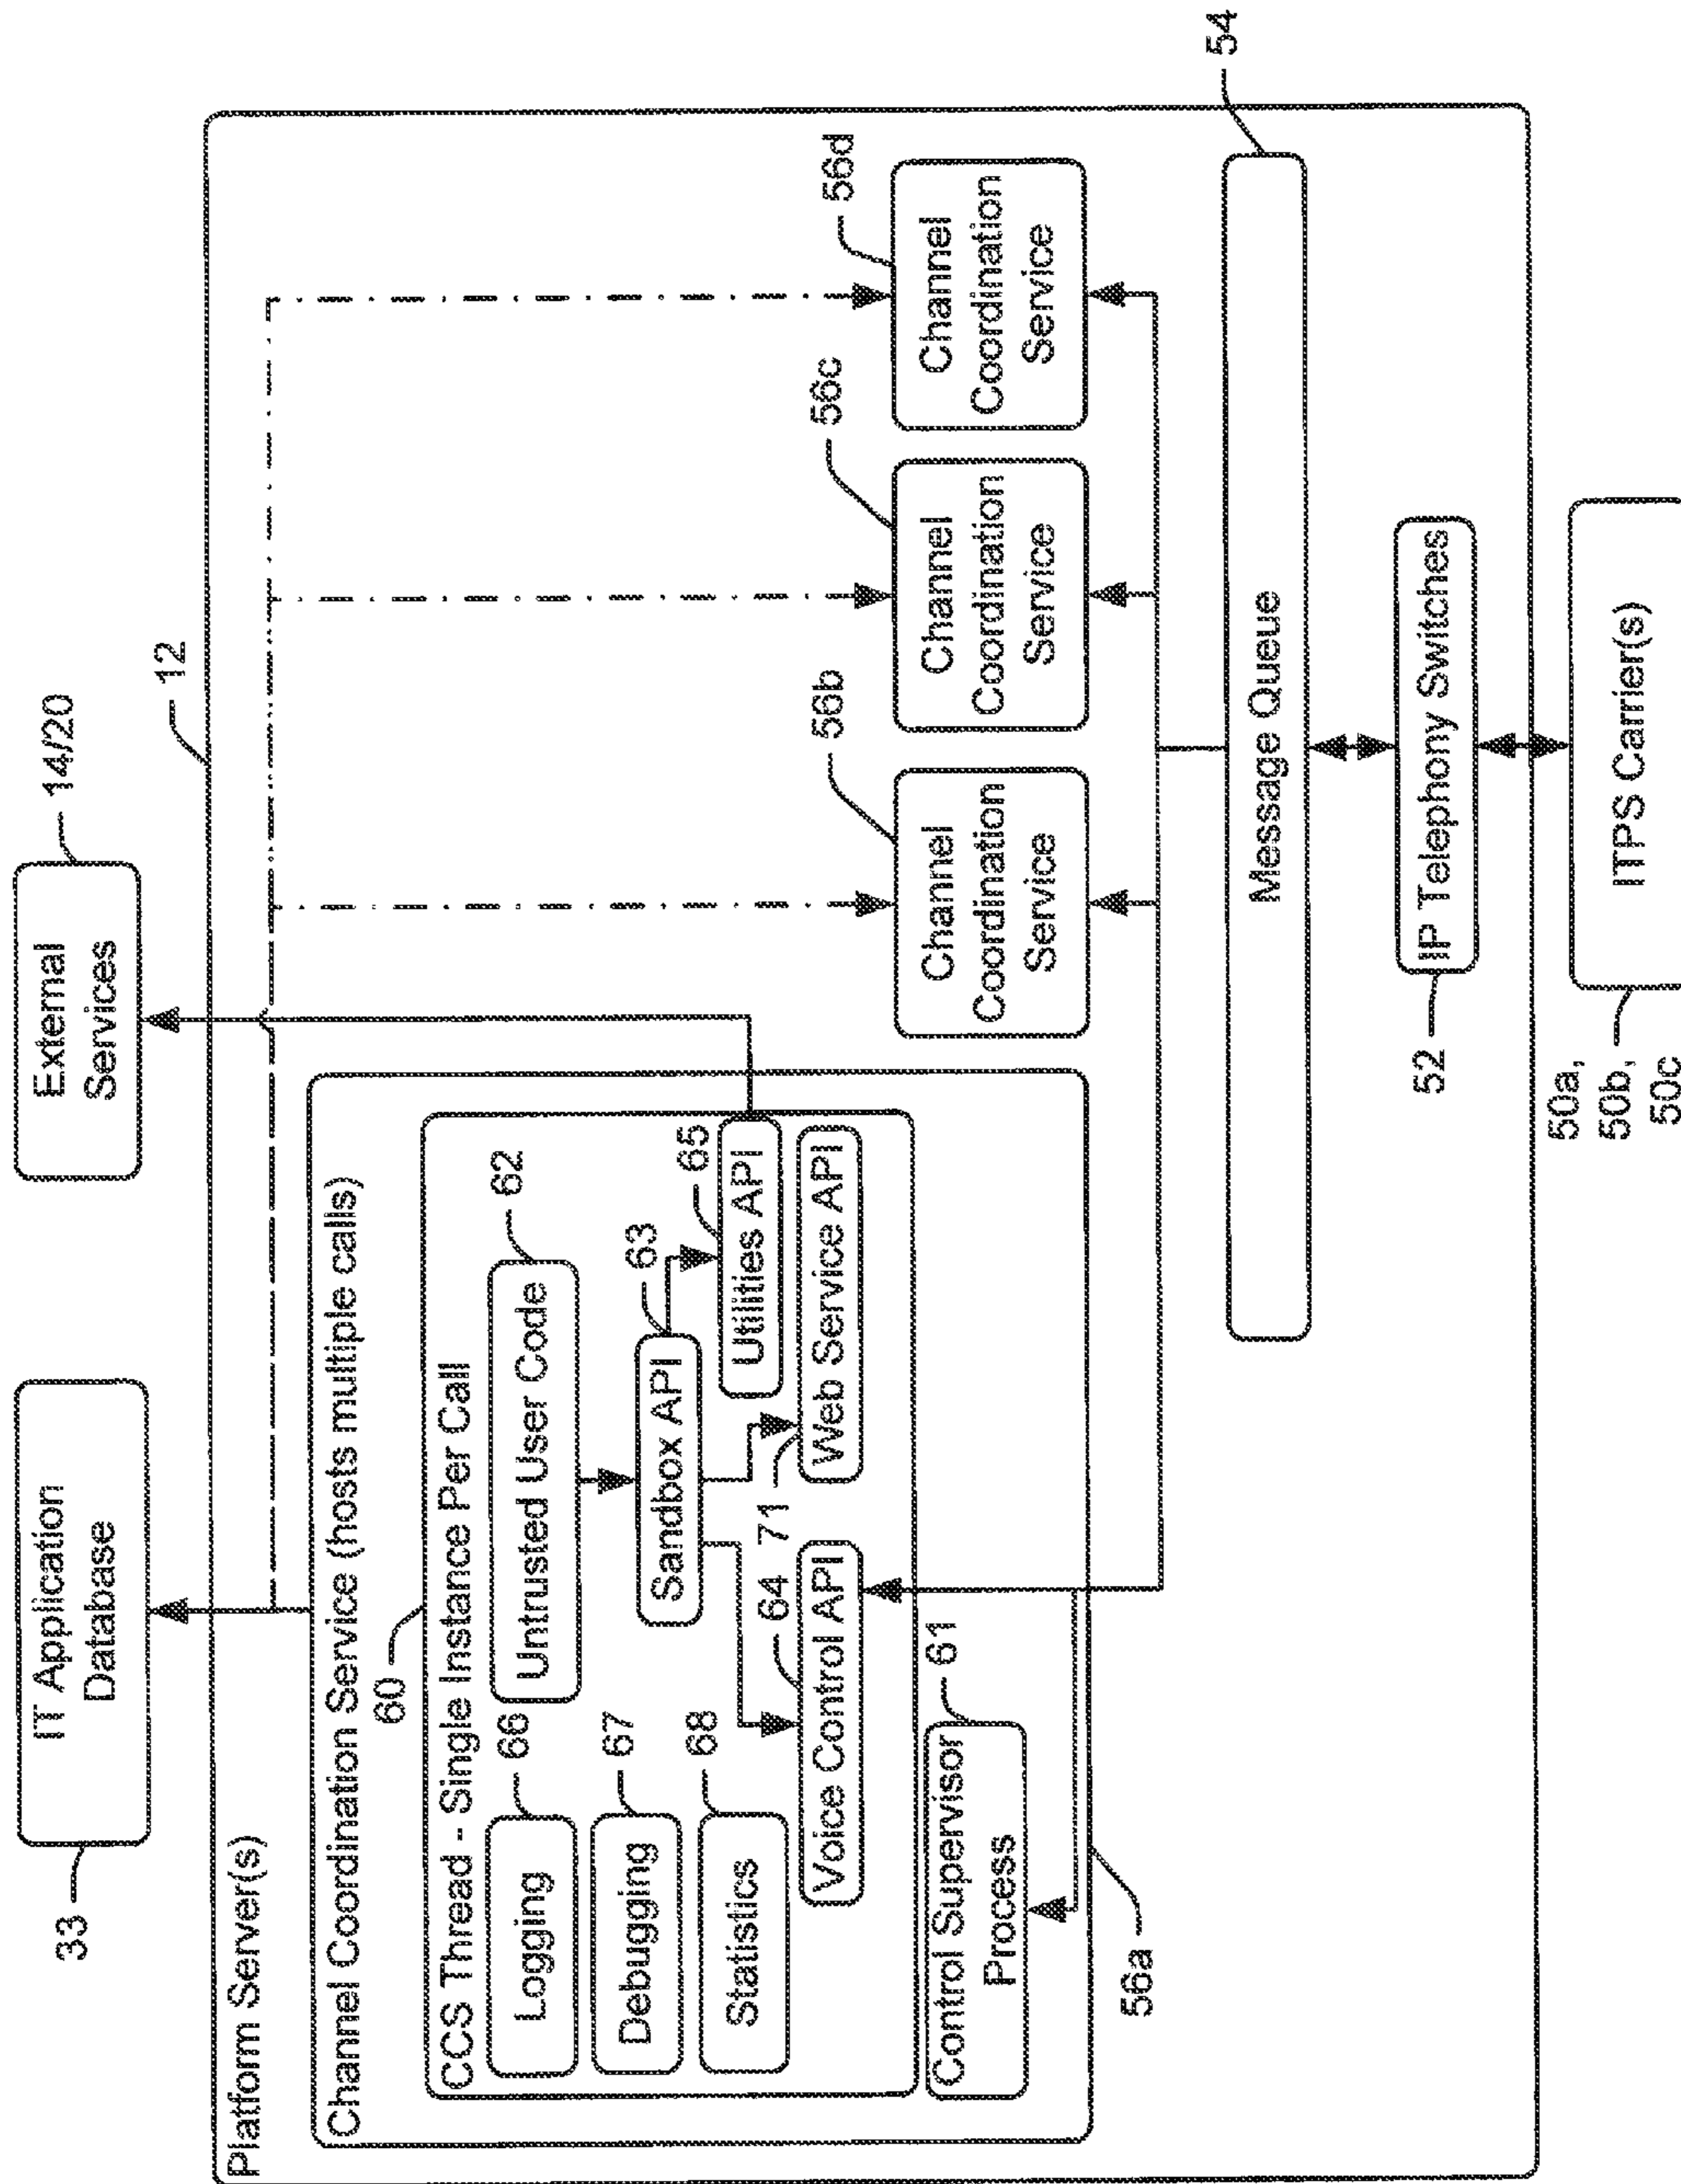 IT Application
Database
33
External
Services
14/20
12
Platform Server(s)
Channel Coordination Service (hosts multiple calls)
60
CCS Thread - Single Instance Per Call
Logging
66
Debugging
67
Statistics
68
Untrusted User Code
62
Sandbox API
63
Utilities API
65
Voice Control API
64
Web Service API
71
Control Supervisor
Process
61
56a
Channel
Coordination
Service
56b
Channel
Coordination
Service
56c
Channel
Coordination
Service
56d
Message Queue
54
IP Telephony Switches
52
ITPS Carrier(s)
50a,
50b,
50c